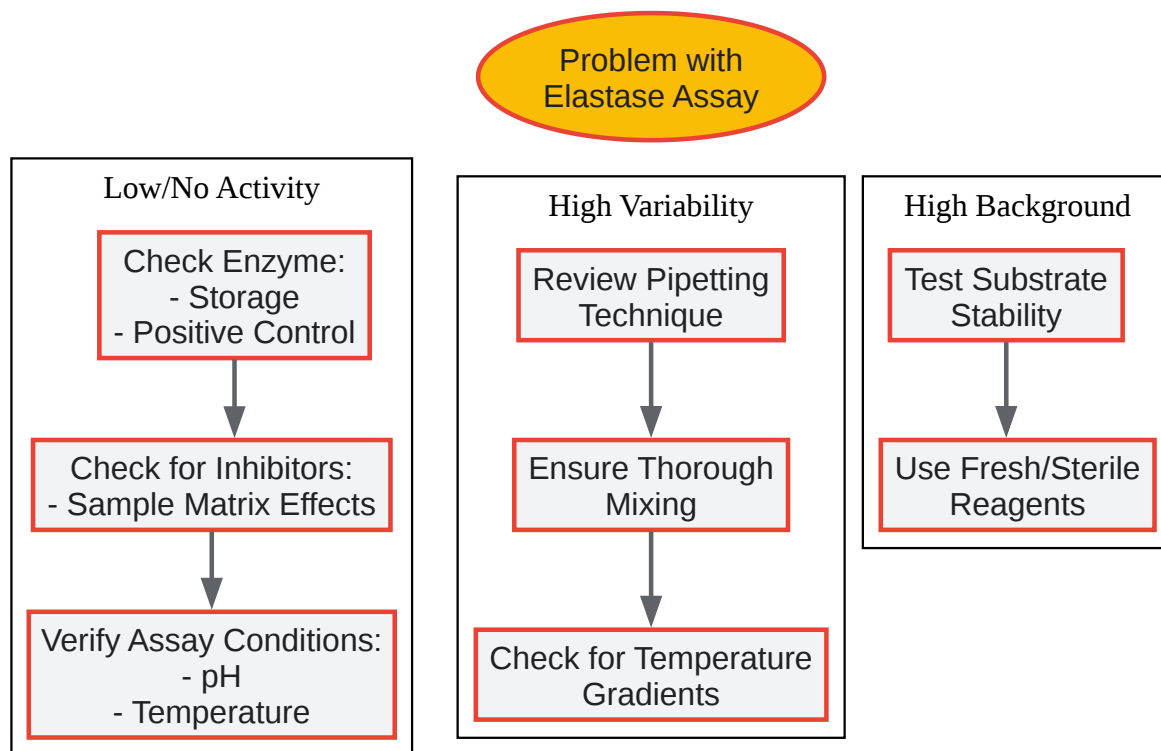 Problem with
Elastase Assay
Low/No Activity
Check Enzyme:
- Storage
- Positive Control
Check for Inhibitors:
- Sample Matrix Effects
Verify Assay Conditions:
- pH
- Temperature
High Variability
Review Pipetting
Technique
Ensure Thorough
Mixing
Check for Temperature
Gradients
High Background
Test Substrate
Stability
Use Fresh/Sterile
Reagents